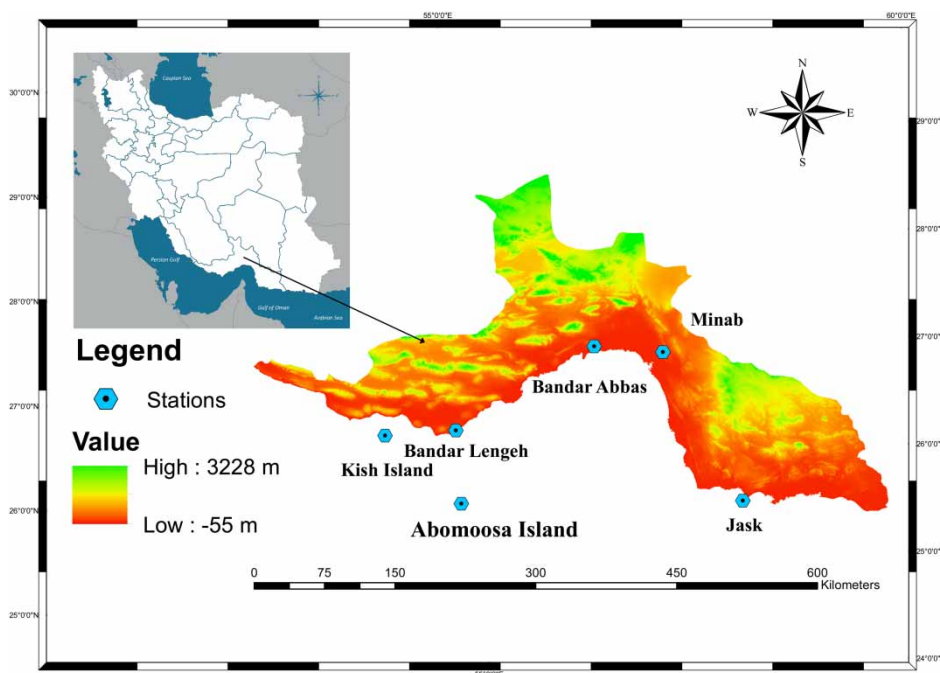 55°0'0"E
60°0'0"E
30°0'0"N
29°0'0"N
28°0'0"N
27°0'0"N
26°0'0"N
25°0'0"N
29°0'0"N
28°0'0"N
27°0'0"N
26°0'0"N
25°0'0"N
24°0'0"N
Caspian Sea
Persian Gulf
Gulf of Oman
Arabian Sea
N
W
E
S
Legend
Stations
Value
High : 3228 m
Low : -55 m
Minab
Bandar Abbas
Bandar Lengeh
Kish Island
Abomoosa Island
Jask
0 75 150 300 450 600
Kilometers